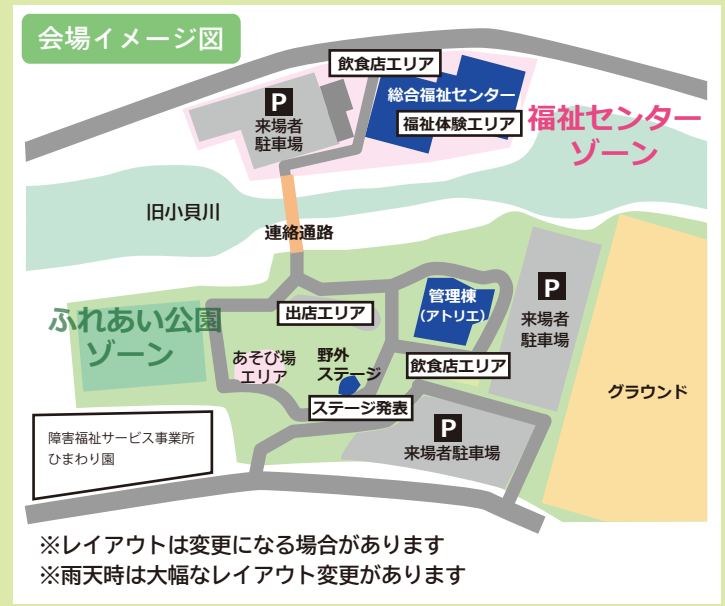 会場イメージ図
飲食店エリア
P
来場者
駐車場
総合福祉センター
福祉体験エリア
福祉センター
ゾーン
旧小貝川
連絡通路
P
来場者
駐車場
管理棟
（アトリエ）
出店エリア
ふれあい公園
ゾーン
あそび場
エリア
野外
ステージ
飲食店エリア
グラウンド
ステージ発表
P
来場者駐車場
障害福祉サービス事業所
ひまわり園
※レイアウトは変更になる場合があります
※雨天時は大幅なレイアウト変更があります